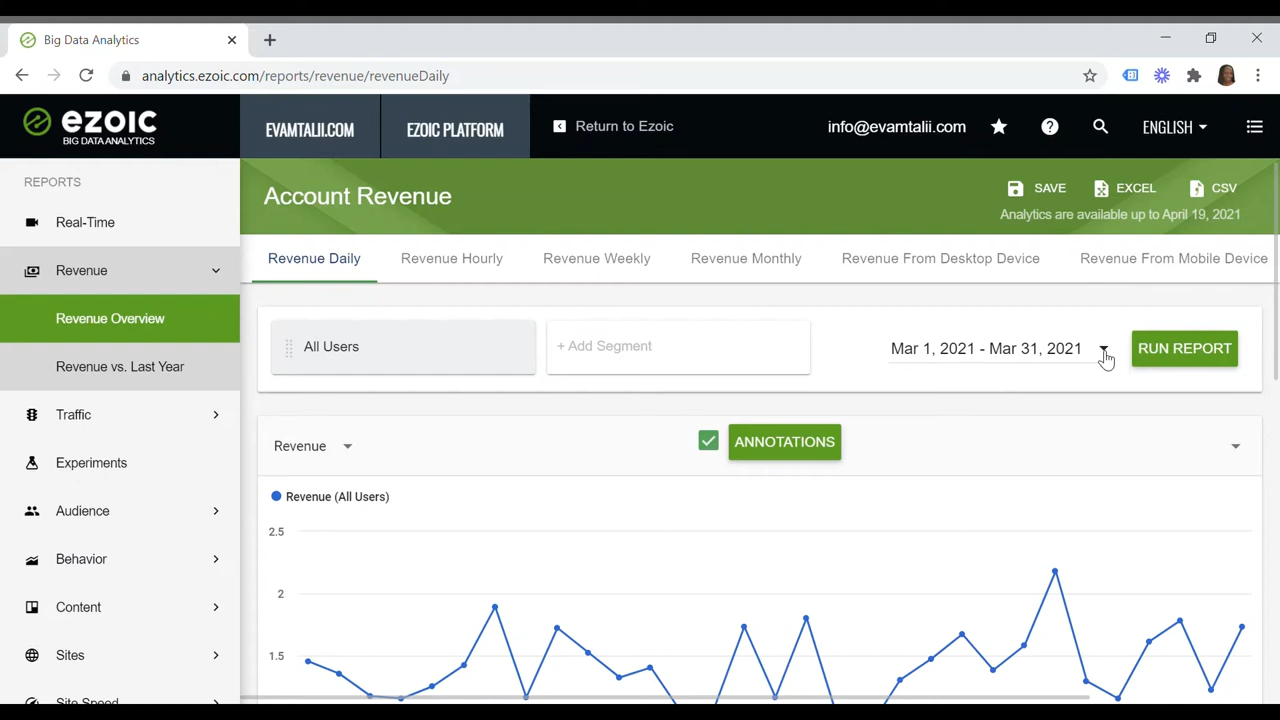 Big Data Analytics
analytics.ezoic.com/reports/revenue/revenueDaily
ezoic
BIG DATA ANALYTICS
EVAMTALII.COM
EZOIC PLATFORM
Return to Ezoic
info@evamtalii.com
ENGLISH
REPORTS
Real-Time
Revenue
Revenue Overview
Revenue vs. Last Year
Traffic
Experiments
Audience
Behavior
Content
Sites
Site Speed
Account Revenue
SAVE
EXCEL
CSV
Analytics are available up to April 19, 2021
Revenue Daily
Revenue Hourly
Revenue Weekly
Revenue Monthly
Revenue From Desktop Device
Revenue From Mobile Device
All Users
+ Add Segment
Mar 1, 2021 - Mar 31, 2021
RUN REPORT
Revenue
ANNOTATIONS
Revenue (All Users)
2.5
2
1.5